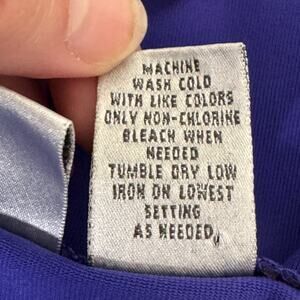 MACHINE
WASH COLD
WITH LIKE COLORS
ONLY NON-CHLORINE
BLEACH WHEN
NEEDED
TUMBLE DRY LOW
IRON ON LOWEST
SETTING
AS NEEDED.